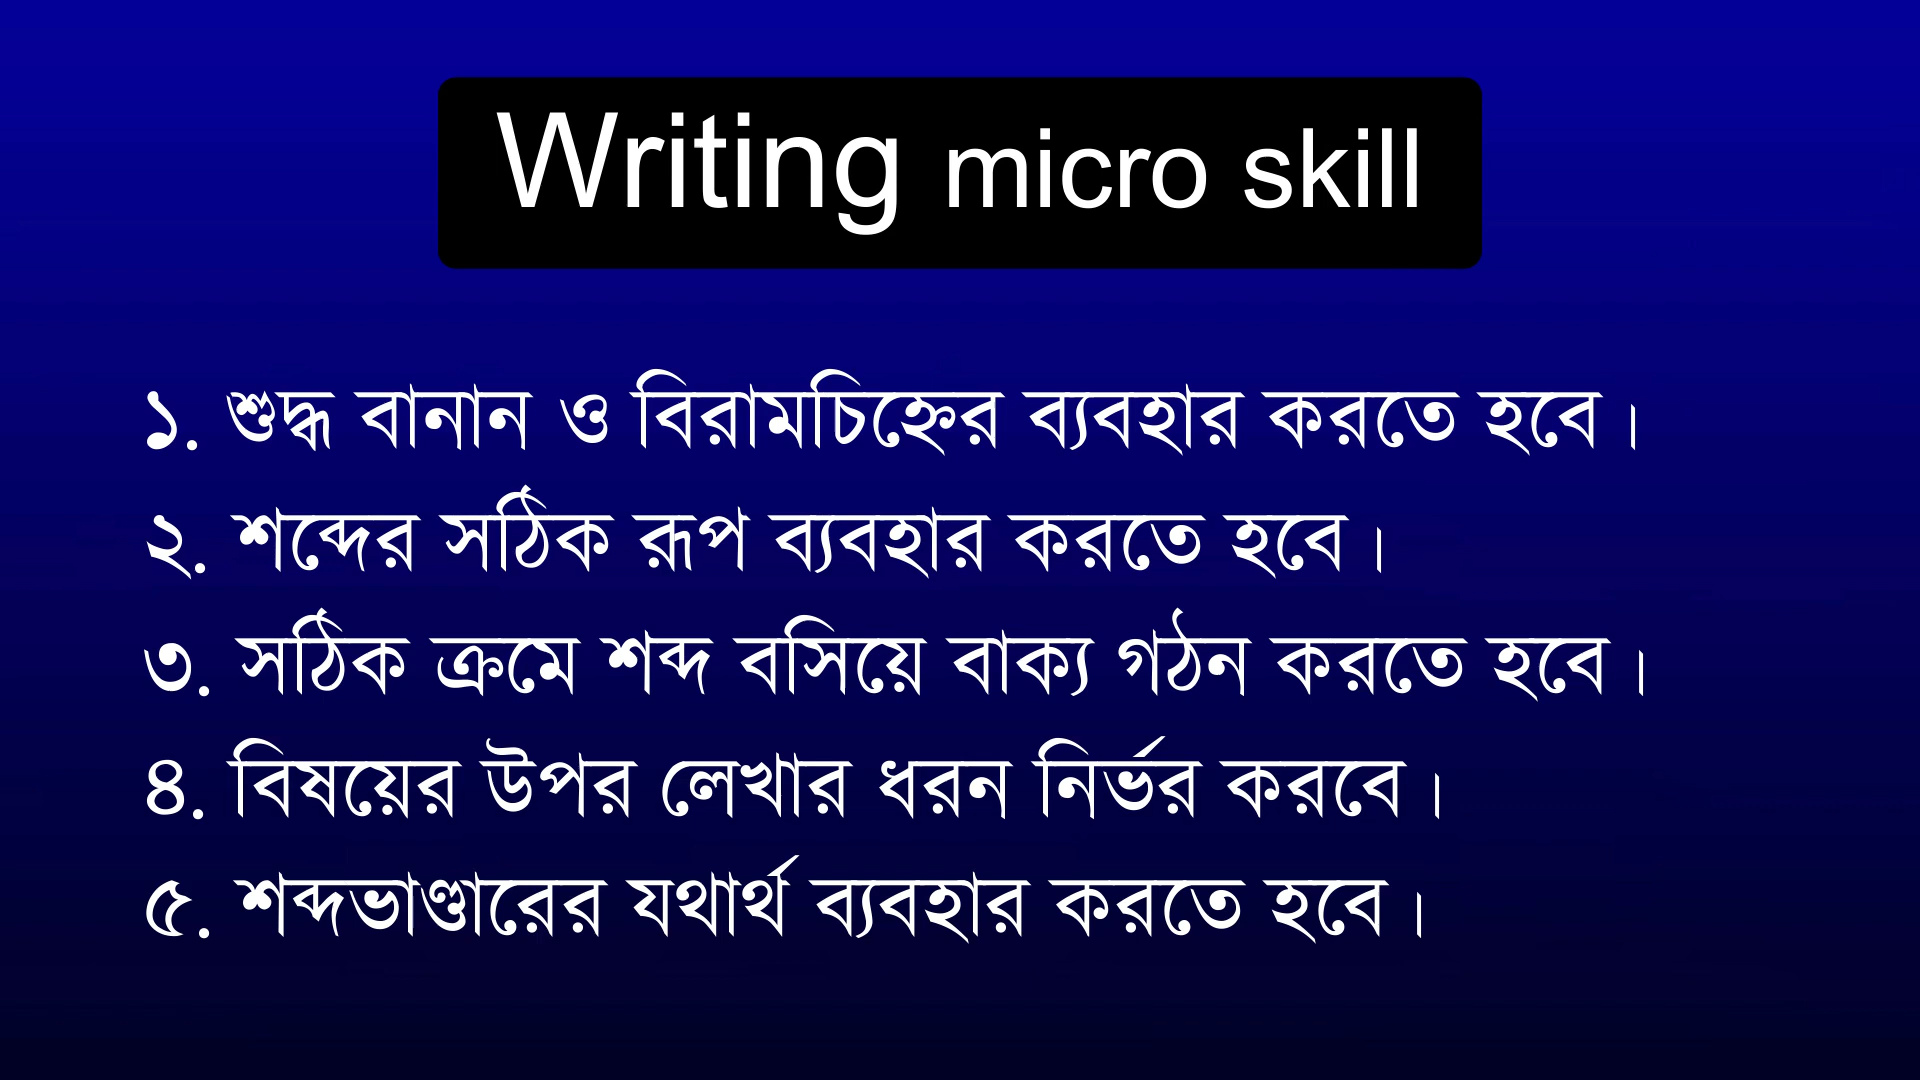 Writing micro skill
১. শুদ্ধ বানান ও বিরামচিহ্নের ব্যবহার করতে হবে।
২. শব্দের সঠিক রূপ ব্যবহার করতে হবে।
৩. সঠিক ক্রমে শব্দ বসিয়ে বাক্য গঠন করতে হবে।
৪. বিষয়ের উপর লেখার ধরন নির্ভর করবে।
৫. শব্দভাণ্ডারের যথার্থ ব্যবহার করতে হবে।